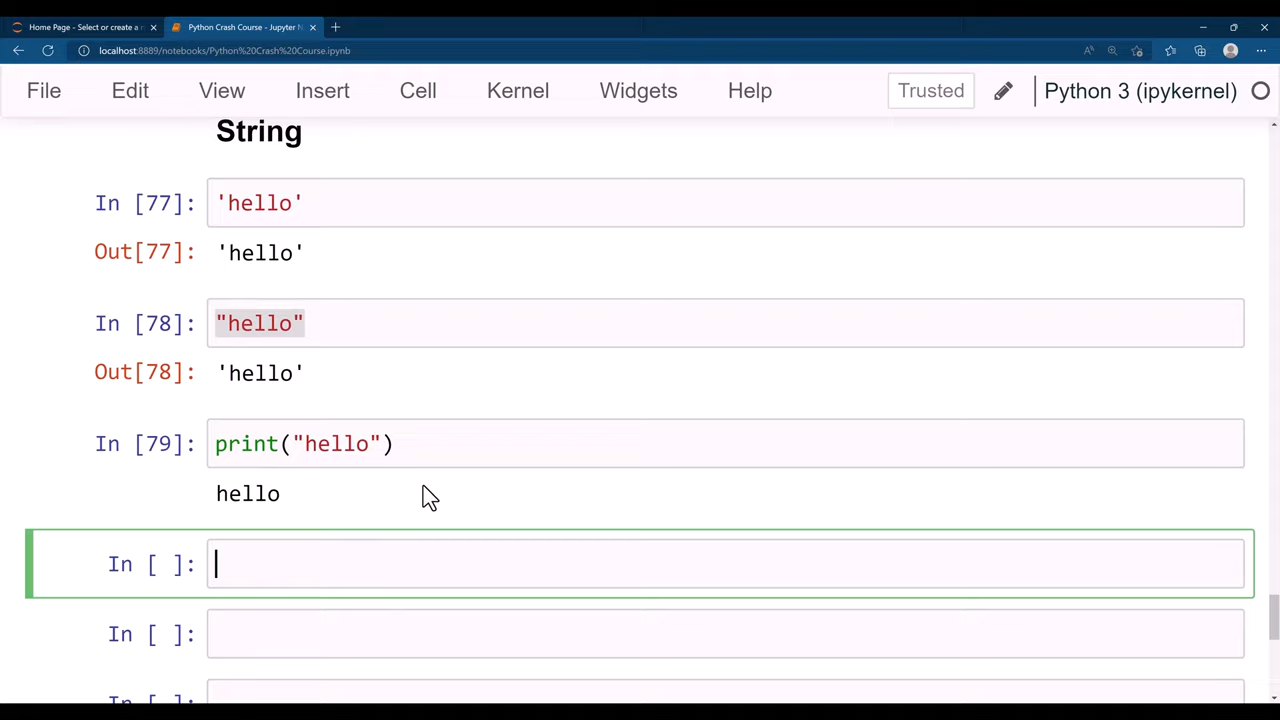 Home Page - Select or create a n
Python Crash Course - Jupyter N
localhost:8889/notebooks/Python%20Crash%20Course.ipynb
File Edit View Insert Cell Kernel Widgets Help Trusted Python 3 (ipykernel)
String
In [77]: 'hello'
Out[77]: 'hello'
In [78]: "hello"
Out[78]: 'hello'
In [79]: print("hello")
hello
In [ ]:
In [ ]:
In [ ]: